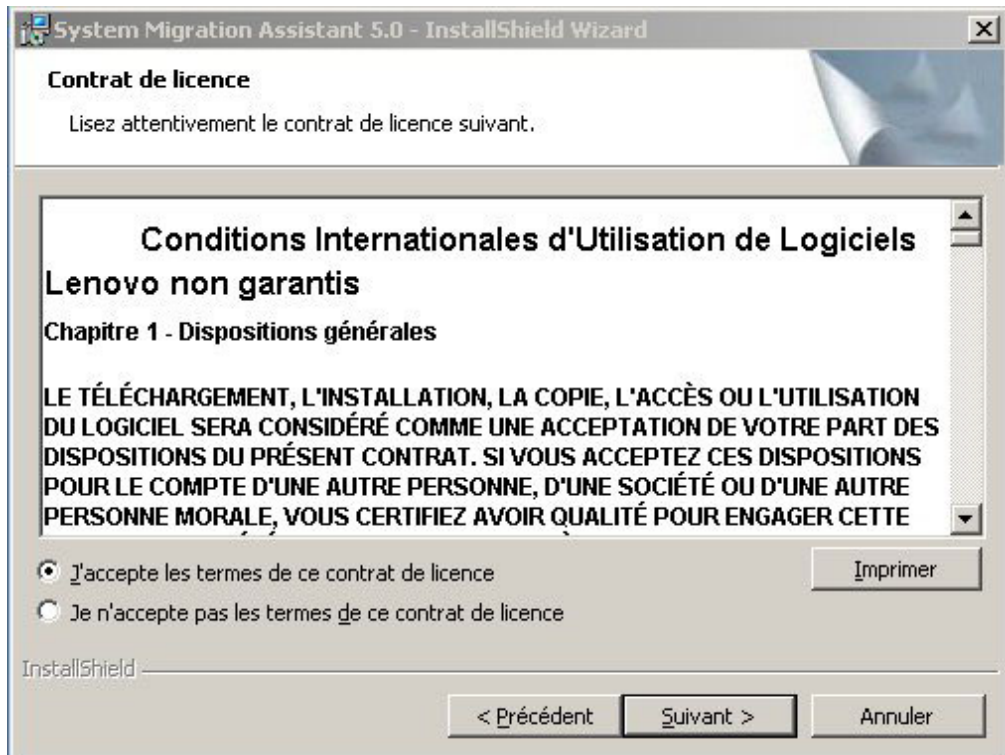 System Migration Assistant 5.0 - InstallShield Wizard
Contrat de licence
Lisez attentivement le contrat de licence suivant.
Conditions Internationales d'Utilisation de Logiciels
Lenovo non garantis
Chapitre 1 - Dispositions générales
LE TÉLÉCHARGEMENT, L'INSTALLATION, LA COPIE, L'ACCÈS OU L'UTILISATION
DU LOGICIEL SERA CONSIDÉRÉ COMME UNE ACCEPTATION DE VOTRE PART DES
DISPOSITIONS DU PRÉSENT CONTRAT. SI VOUS ACCEPTEZ CES DISPOSITIONS
POUR LE COMPTE D'UNE AUTRE PERSONNE, D'UNE SOCIÉTÉ OU D'UNE AUTRE
PERSONNE MORALE, VOUS CERTIFIEZ AVOIR QUALITÉ POUR ENGAGER CETTE
J'accepte les termes de ce contrat de licence
Imprimer
Je n'accepte pas les termes de ce contrat de licence
InstallShield
< Précédent
Suivant >
Annuler